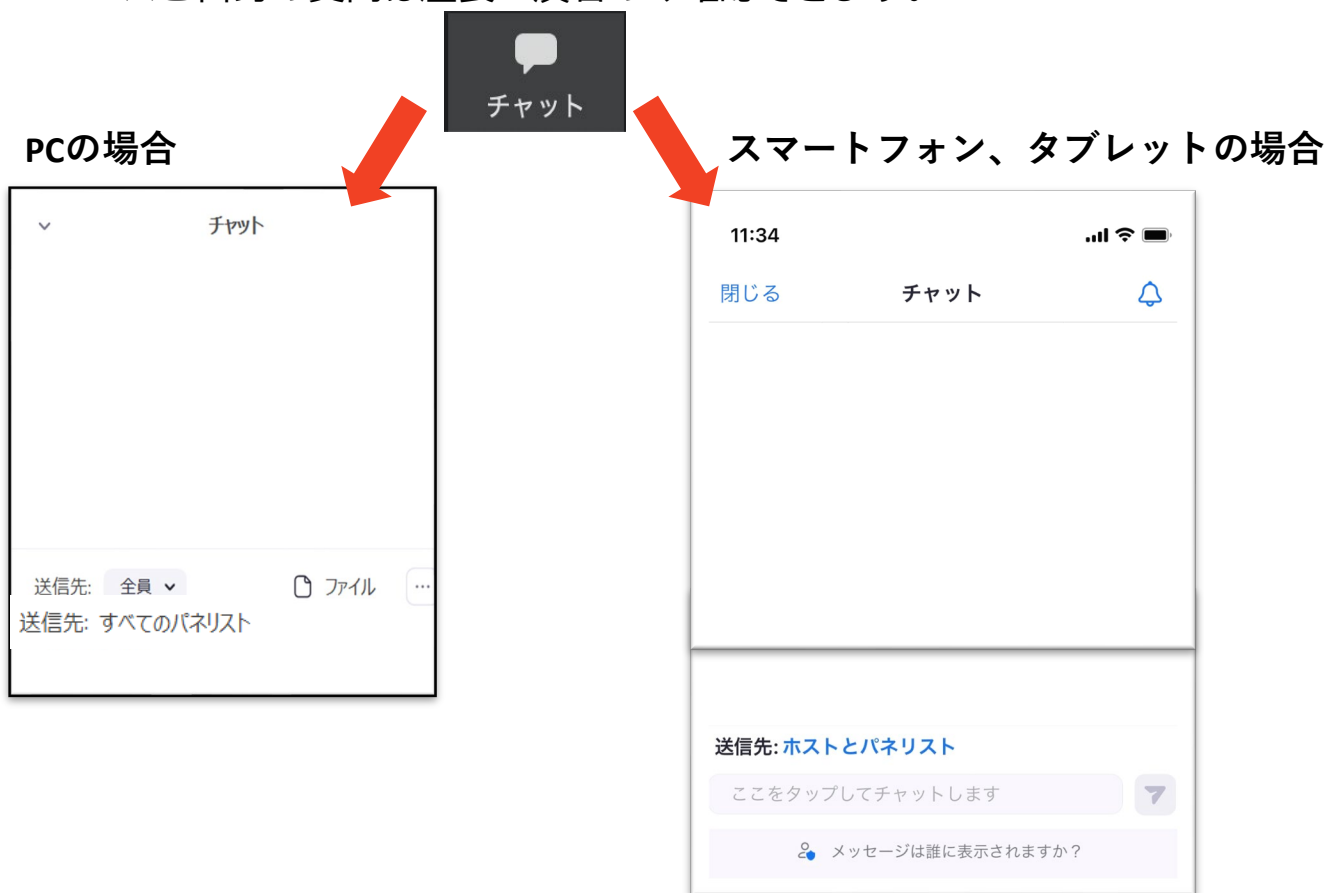 チャット
PCの場合
スマートフォン、タブレットの場合
チャット
送信先: 全員
ファイル
送信先: すべてのパネリスト
11:34
閉じる
チャット
送信先: ホストとパネリスト
ここをタップしてチャットします
メッセージは誰に表示されますか?